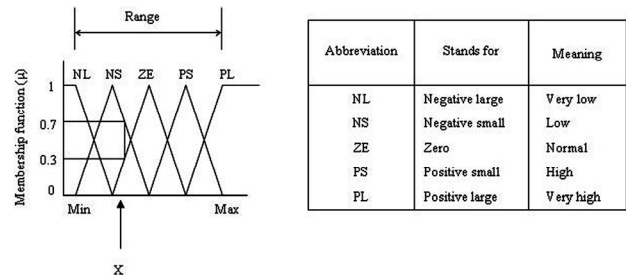 Range
NL NS ZE PS PL
Membership function (μ)
1
0.7
0.3
0
Min Max
X
Abbreviation Stands for Meaning
NL Negative large Very low
NS Negative small Low
ZE Zero Normal
PS Positive small High
PL Positive large Very high